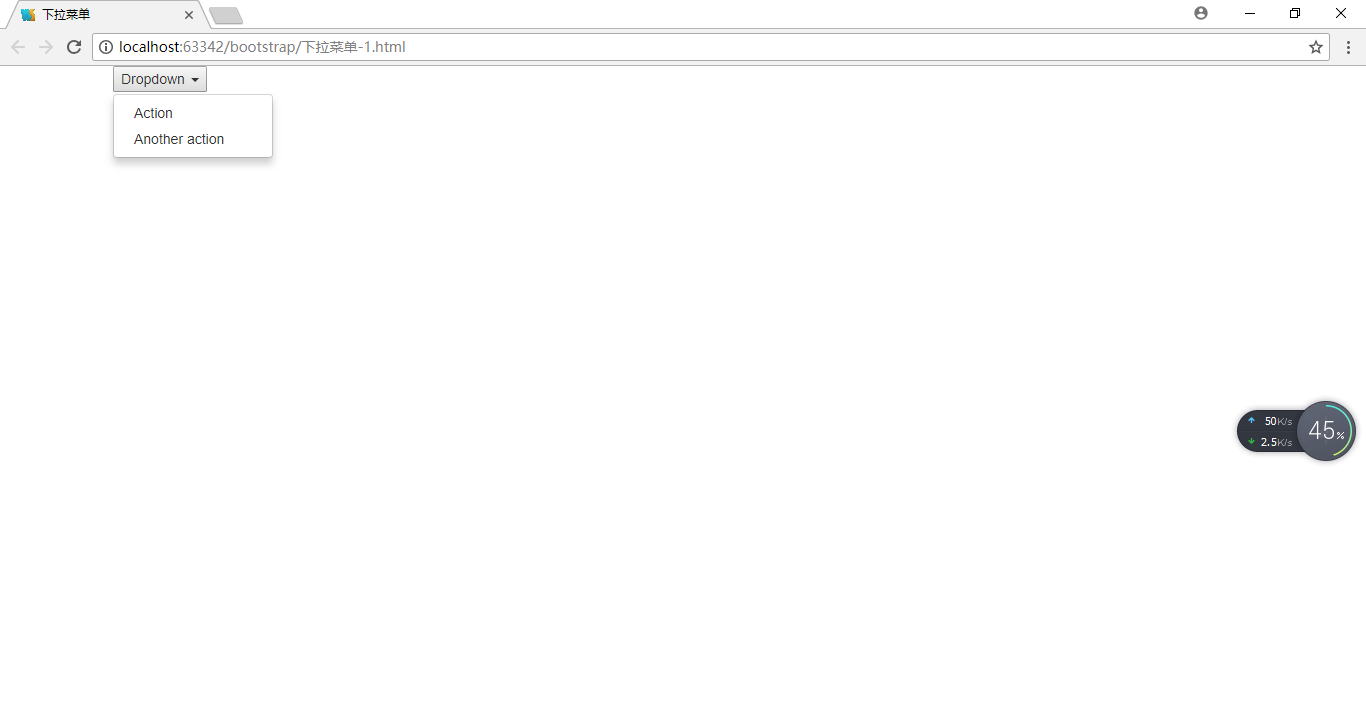 下拉菜单
localhost:63342/bootstrap/下拉菜单-1.html
Dropdown
Action
Another action
50K/s
2.5K/s
45%